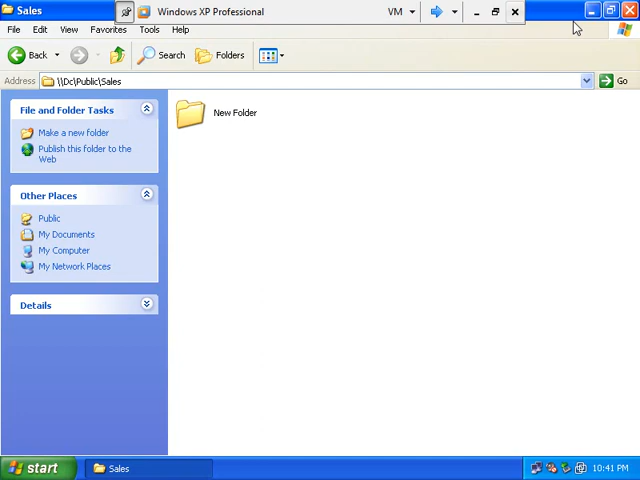 Sales
Windows XP Professional
VM
File Edit View Favorites Tools Help
Back Search Folders
Address \\Dc\Public\Sales Go
File and Folder Tasks
Make a new folder
Publish this folder to the
Web
Other Places
Public
My Documents
My Computer
My Network Places
Details
New Folder
start Sales 10:41 PM